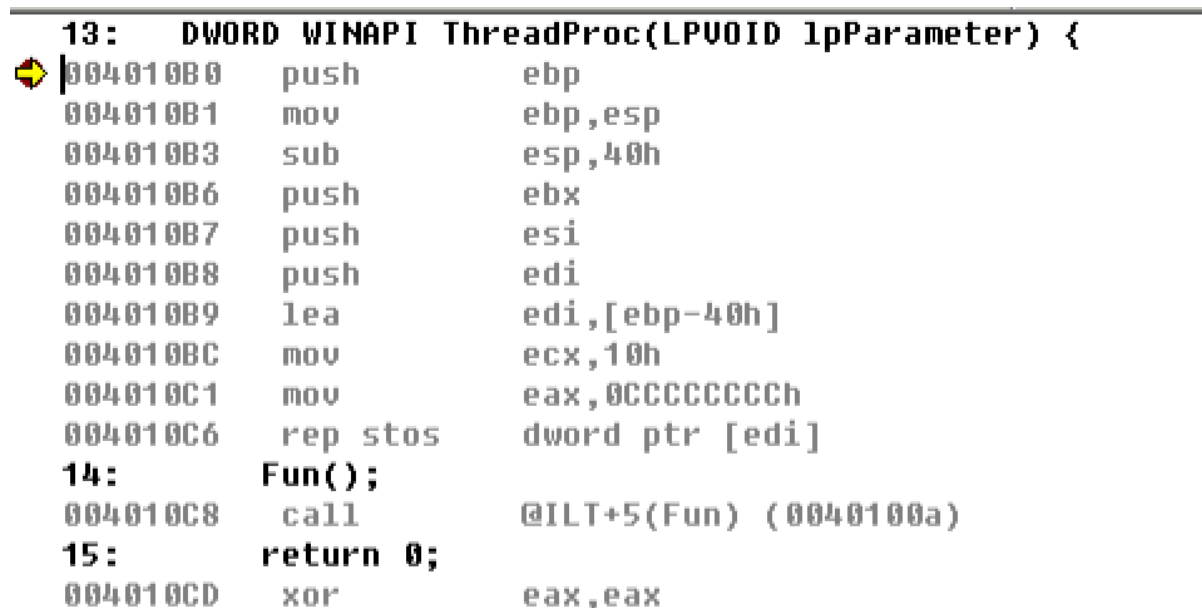 13: DWORD WINAPI ThreadProc(LPVOID lpParameter) {
004010B0 push ebp
004010B1 mov ebp,esp
004010B3 sub esp,40h
004010B6 push ebx
004010B7 push esi
004010B8 push edi
004010B9 lea edi,[ebp-40h]
004010BC mov ecx,10h
004010C1 mov eax,0CCCCCCCCh
004010C6 rep stos dword ptr [edi]
14: Fun();
004010C8 call @ILT+5(Fun) (0040100a)
15: return 0;
004010CD xor eax,eax